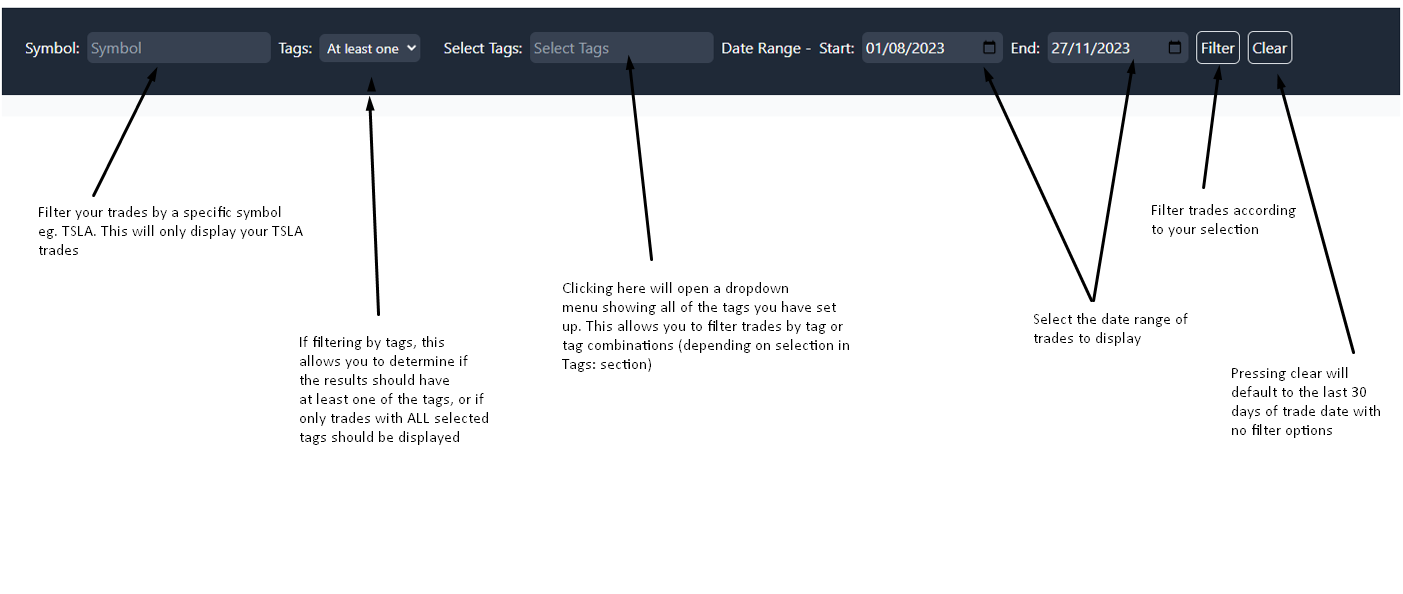 Symbol: Symbol Tags: At least one Select Tags: Select Tags Date Range - Start: 01/08/2023 End: 27/11/2023 Filter Clear
Filter your trades by a specific symbol
eg. TSLA. This will only display your TSLA
trades
If filtering by tags, this
allows you to determine if
the results should have
at least one of the tags, or if
only trades with ALL selected
tags should be displayed
Clicking here will open a dropdown
menu showing all of the tags you have set
up. This allows you to filter trades by tag or
tag combinations (depending on selection in
Tags: section)
Select the date range of
trades to display
Filter trades according
to your selection
Pressing clear will
default to the last 30
days of trade date with
no filter options